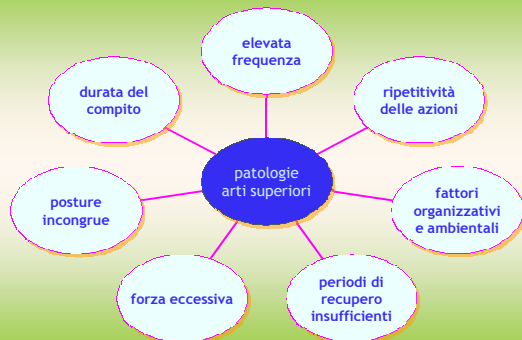 elevata
frequenza
durata del
compito
ripetitività
delle azioni
patologie
arti superiori
posture
incongrue
fattori
organizzativi
e ambientali
forza eccessiva
periodi di
recupero
insufficienti